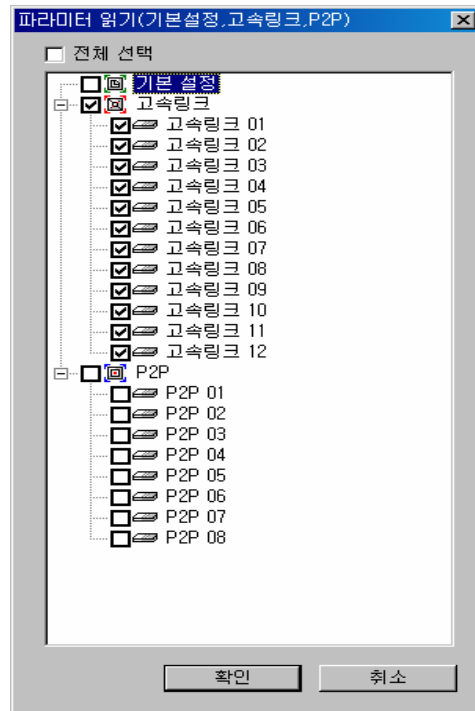 파라미터 읽기(기본설정,고속링크,P2P)
전체 선택
기본 설정
고속링크
고속링크 01
고속링크 02
고속링크 03
고속링크 04
고속링크 05
고속링크 06
고속링크 07
고속링크 08
고속링크 09
고속링크 10
고속링크 11
고속링크 12
P2P
P2P 01
P2P 02
P2P 03
P2P 04
P2P 05
P2P 06
P2P 07
P2P 08
확인 취소